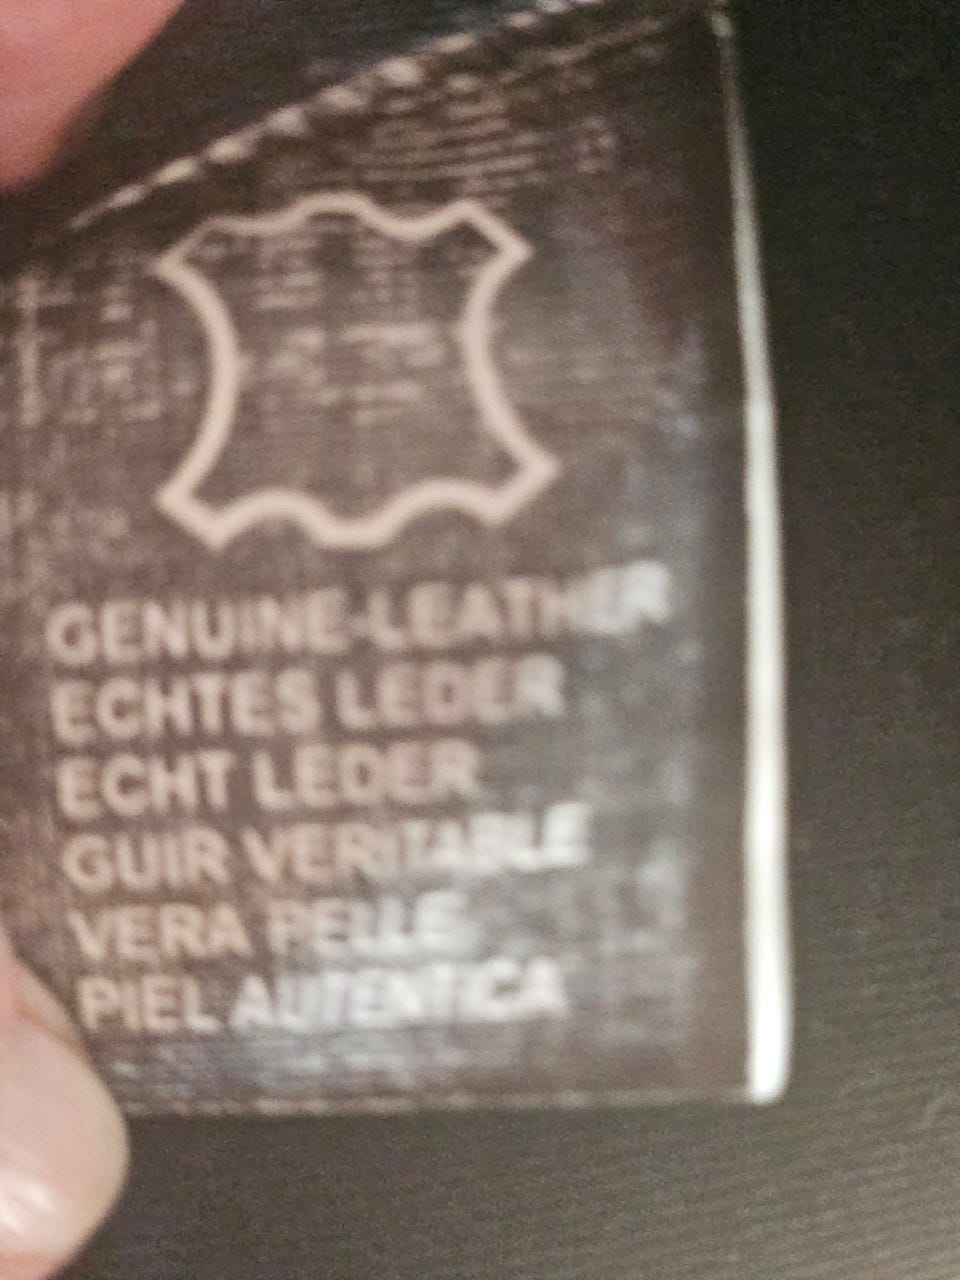 GENUINE-LEATHER
ECHTES LEDER
ECHT LEDER
GUIR VERITABLE
VERA PELLE
PIEL AUTENTICA